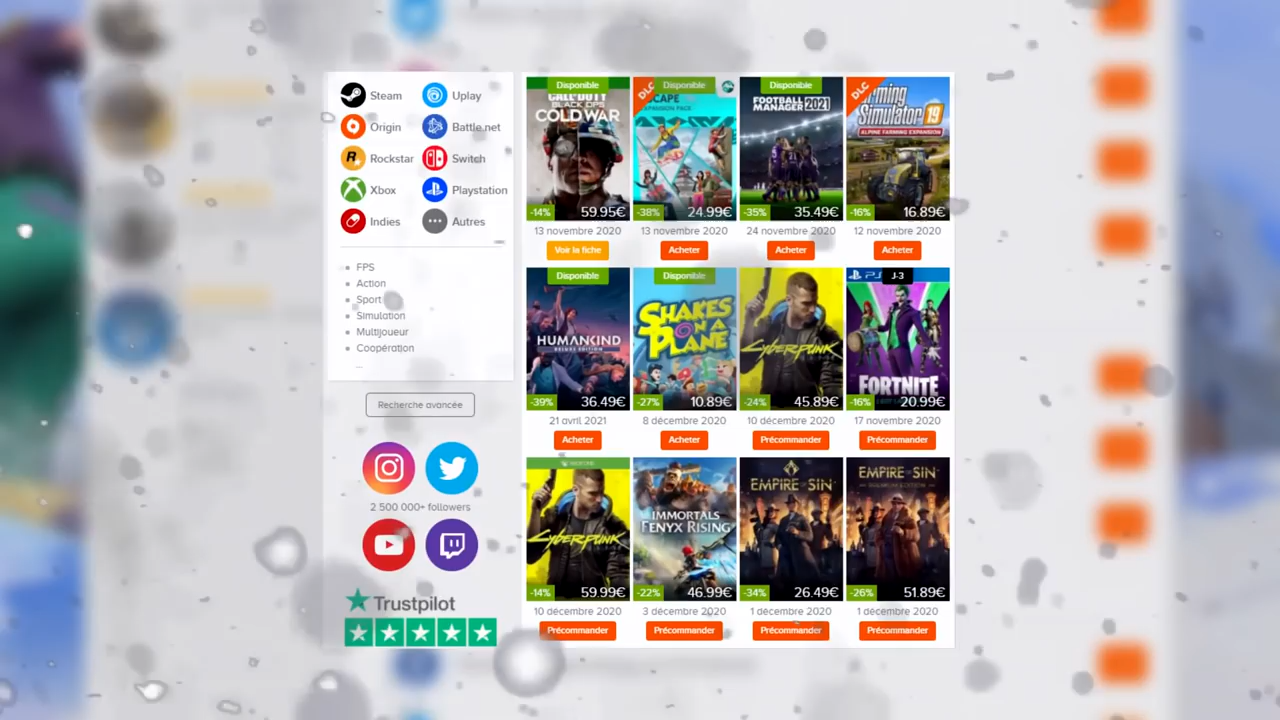 Steam
Uplay
Origin
Battle.net
Rockstar
Switch
Xbox
Playstation
Indies
Autres
FPS
Action
Sport
Simulation
Multijoueur
Coopération
...
Recherche avancée
2 500 000+ followers
Trustpilot
Disponible
CALL OF DUTY
BLACK OPS
COLD WAR
-14%
59.95€
13 novembre 2020
Voir la fiche
DLC
Disponible
-38%
24.99€
13 novembre 2020
Acheter
Disponible
FOOTBALL
MANAGER 2021
-35%
35.49€
24 novembre 2020
Acheter
DLC
Simulator 19
ALPINE FARMING EXPANSION
-16%
16.89€
12 novembre 2020
Acheter
Disponible
HUMANKIND
DELUXE EDITION
-39%
36.49€
21 avril 2021
Acheter
Disponible
SHAKES
ON A
PLANE
-27%
10.89€
8 décembre 2020
Acheter
CYBERPUNK
-24%
45.89€
10 décembre 2020
Précommander
J-3
FORTNITE
-16%
20.99€
17 novembre 2020
Précommander
XBOX ONE
CYBERPUNK
-14%
59.99€
10 décembre 2020
Précommander
IMMORTALS
FENYX RISING
-22%
46.99€
3 décembre 2020
Précommander
EMPIRE OF SIN
-34%
26.49€
1 décembre 2020
Précommander
EMPIRE OF SIN
-26%
51.89€
1 décembre 2020
Précommander